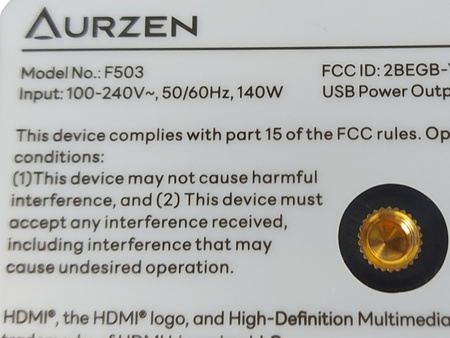 AURZEN
Model No.: F503 FCC ID: 2BEGB-
Input: 100-240V~, 50/60Hz, 140W USB Power Outp
This device complies with part 15 of the FCC rules. Op
conditions:
(1)This device may not cause harmful
interference, and (2) This device must
accept any interference received,
including interference that may
cause undesired operation.
HDMI®, the HDMI® logo, and High-Definition Multimedia